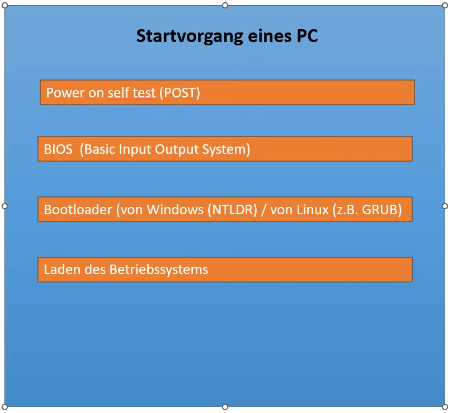 Startvorgang eines PC
Power on self test (POST)
BIOS  (Basic Input Output System)
Bootloader (von Windows (NTLDR) / von Linux (z.B. GRUB)
Laden des Betriebssystems